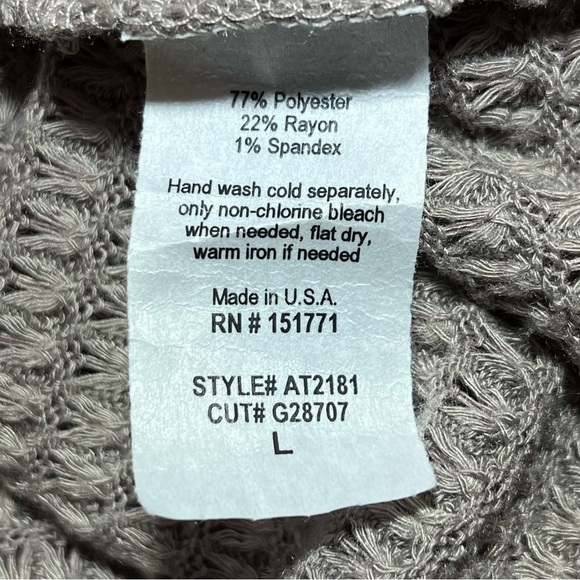 77% Polyester
22% Rayon
1% Spandex
Hand wash cold separately,
only non-chlorine bleach
when needed, flat dry,
warm iron if needed
Made in U.S.A.
RN # 151771
STYLE# AT2181
CUT# G28707
L